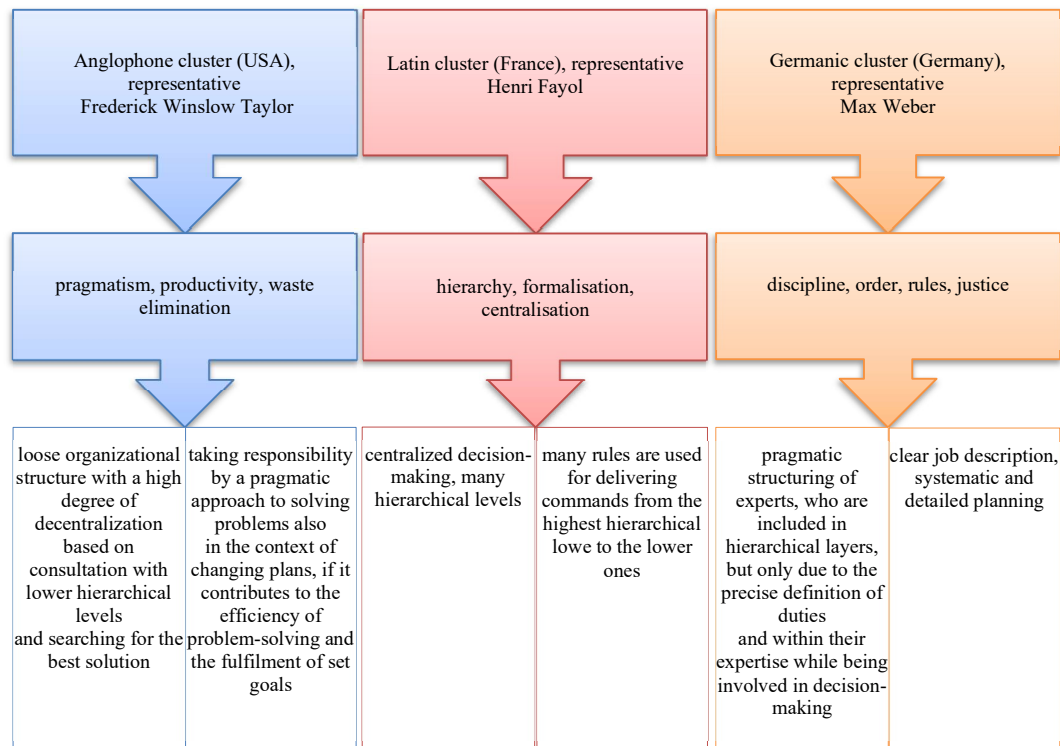 Anglophone cluster (USA),
representative
Frederick Winslow Taylor
Latin cluster (France), representative
Henri Fayol
Germanic cluster (Germany),
representative
Max Weber
pragmatism, productivity, waste
elimination
hierarchy, formalisation,
centralisation
discipline, order, rules, justice
loose organizational
structure with a high
degree of
decentralization
based on
consultation with
lower hierarchical
levels
and searching for the
best solution
taking responsibility
by a pragmatic
approach to solving
problems also
in the context of
changing plans, if it
contributes to the
efficiency of
problem-solving and
the fulfilment of set
goals
centralized decision-
making, many
hierarchical levels
many rules are used
for delivering
commands from the
highest hierarchical
lowe to the lower
ones
pragmatic
structuring of
experts, who are
included in
hierarchical layers,
but only due to the
precise definition of
duties
and within their
expertise while being
involved in decision-
making
clear job description,
systematic and
detailed planning